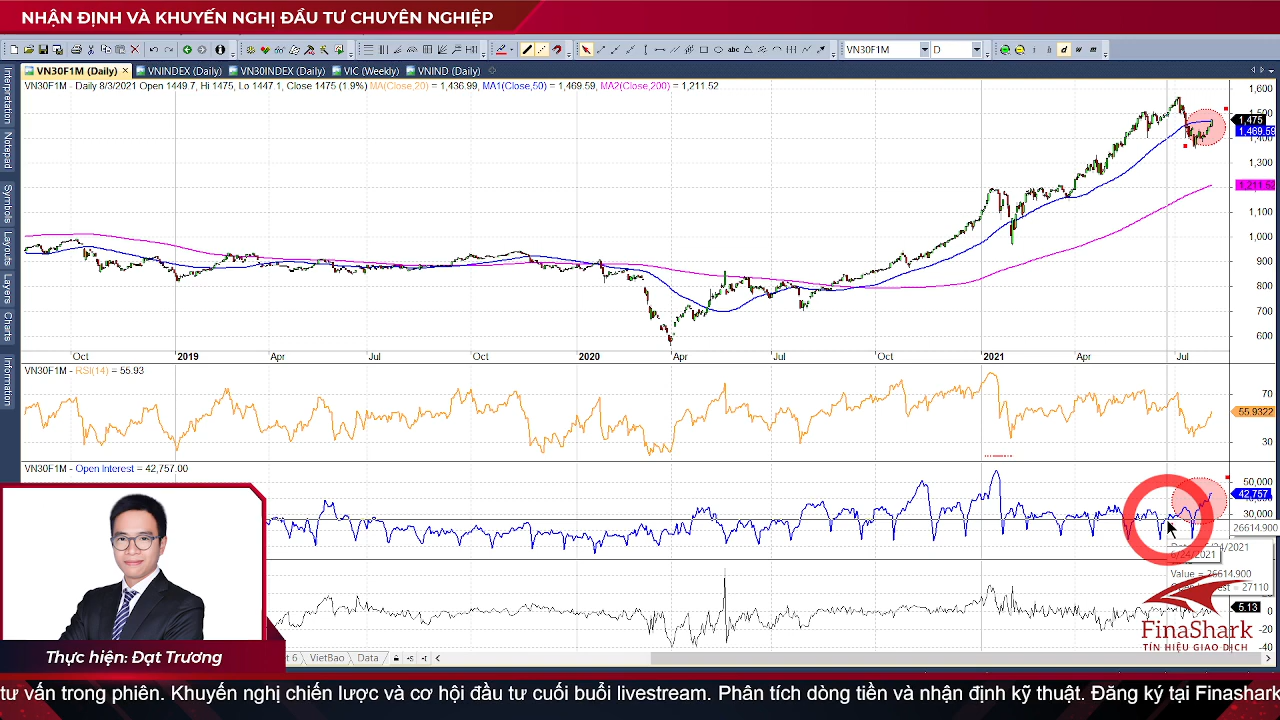 NHẬN ĐỊNH VÀ KHUYẾN NGHỊ ĐẦU TƯ CHUYÊN NGHIỆP
abc
VN30F1M
D
d w m
VN30F1M (Daily) ×
VNINDEX (Daily)
VN30INDEX (Daily)
VIC (Weekly)
VNIND (Daily)
Interpretation
Notepad
Symbols
Layouts
Layers
Charts
Information
VN30F1M - Daily 8/3/2021 Open 1449.7, Hi 1475, Lo 1447.1, Close 1475 (1.9%) MA(Close,20) = 1,436.99, MA1(Close,50) = 1,469.59, MA2(Close,200) = 1,211.52
1,600
1,475
1,469.59
1,300
1,211.52
1,100
1,000
900
800
700
600
Oct 2019 Apr Jul Oct 2020 Apr Jul Oct 2021 Apr Jul
VN30F1M - RSI(14) = 55.93
70
55.9322
30
VN30F1M - Open Interest = 42,757.00
50,000
42,757
30,000
26614.900
6/24/2021
Value = 26614.900
= 27110
5.13
0
-20
-40
VietBao
Data
FinaShark
TÍN HIỆU GIAO DỊCH
Thực hiện: Đạt Trương
tư vấn trong phiên. Khuyến nghị chiến lược và cơ hội đầu tư cuối buổi livestream. Phân tích dòng tiền và nhận định kỹ thuật. Đăng ký tại Finashark